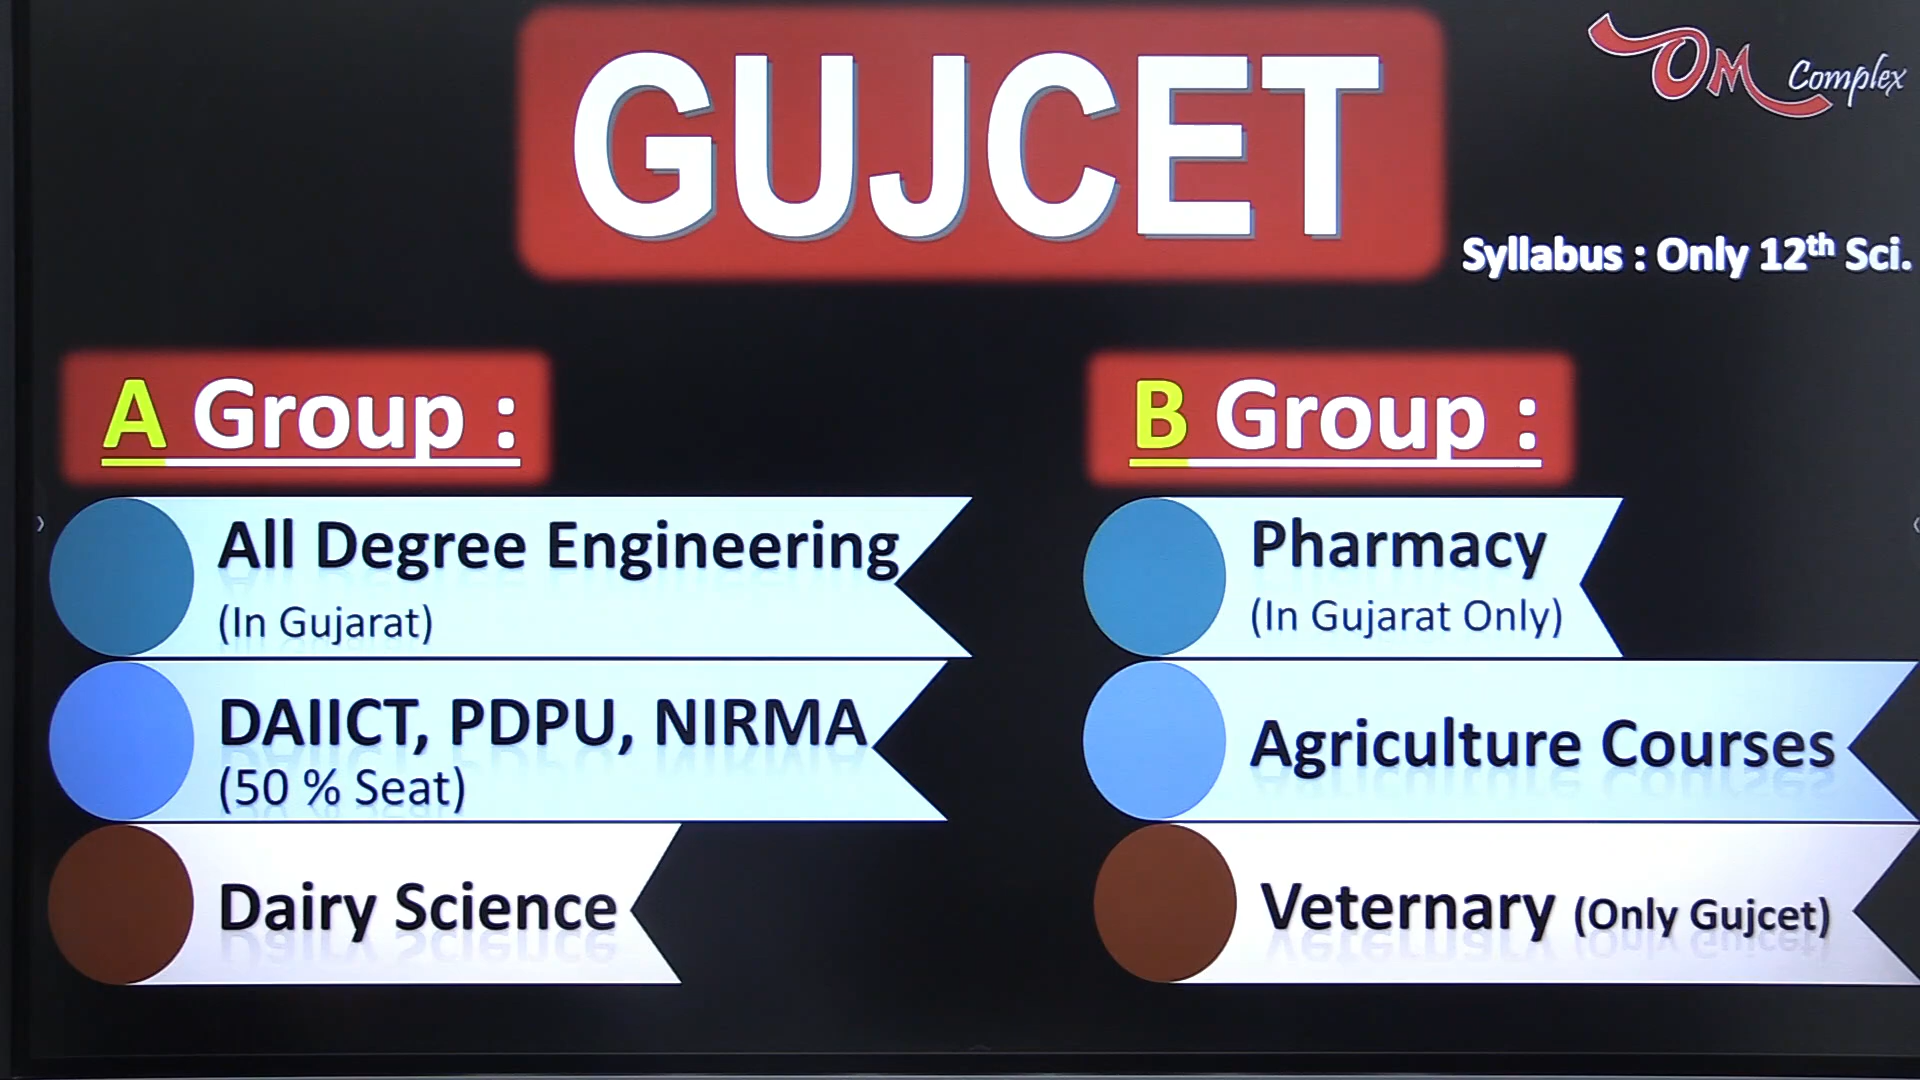 GUJCET
OM Complex
Syllabus : Only 12th Sci.
A Group :
All Degree Engineering
(In Gujarat)
DAIICT, PDPU, NIRMA
(50 % Seat)
Dairy Science
B Group :
Pharmacy
(In Gujarat Only)
Agriculture Courses
Veternary (Only Gujcet)